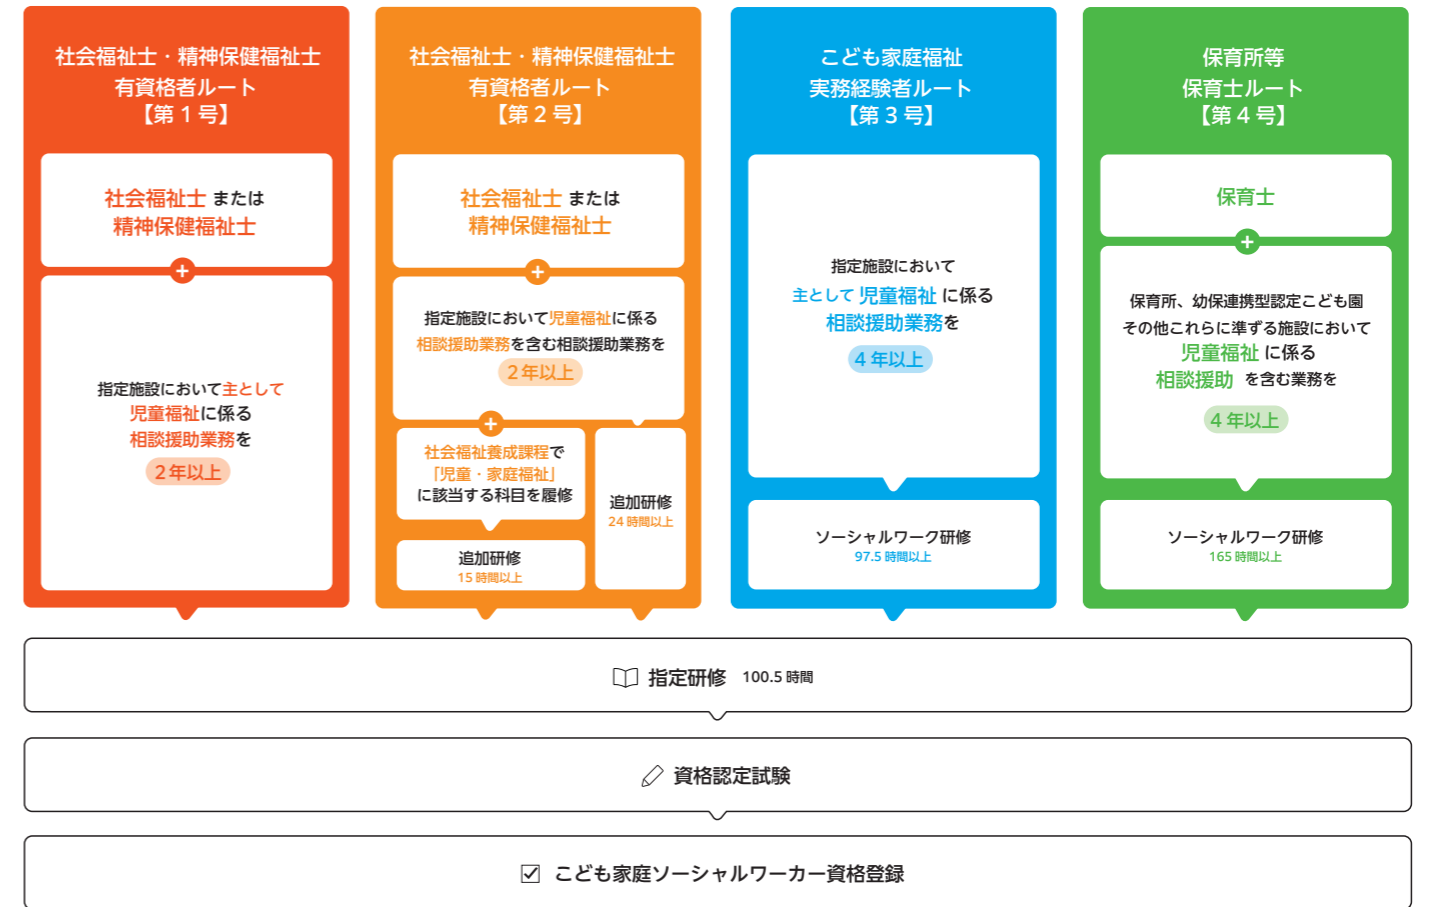 社会福祉士・精神保健福祉士
有資格者ルート
【第 1 号】
社会福祉士 または
精神保健福祉士
+
指定施設において主として
児童福祉に係る
相談援助業務を
2年以上
社会福祉士・精神保健福祉士
有資格者ルート
【第 2 号】
社会福祉士 または
精神保健福祉士
+
指定施設において児童福祉に係る
相談援助業務を含む相談援助業務を
2年以上
+
社会福祉養成課程で
「児童・家庭福祉」
に該当する科目を履修
追加研修
15 時間以上
追加研修
24 時間以上
こども家庭福祉
実務経験者ルート
【第 3 号】
指定施設において
主として 児童福祉 に係る
相談援助業務を
4 年以上
ソーシャルワーク研修
97.5 時間以上
保育所等
保育士ルート
【第 4 号】
保育士
+
保育所、幼保連携型認定こども園
その他これらに準ずる施設において
児童福祉 に係る
相談援助 を含む業務を
4 年以上
ソーシャルワーク研修
165 時間以上
指定研修 100.5 時間
資格認定試験
こども家庭ソーシャルワーカー資格登録